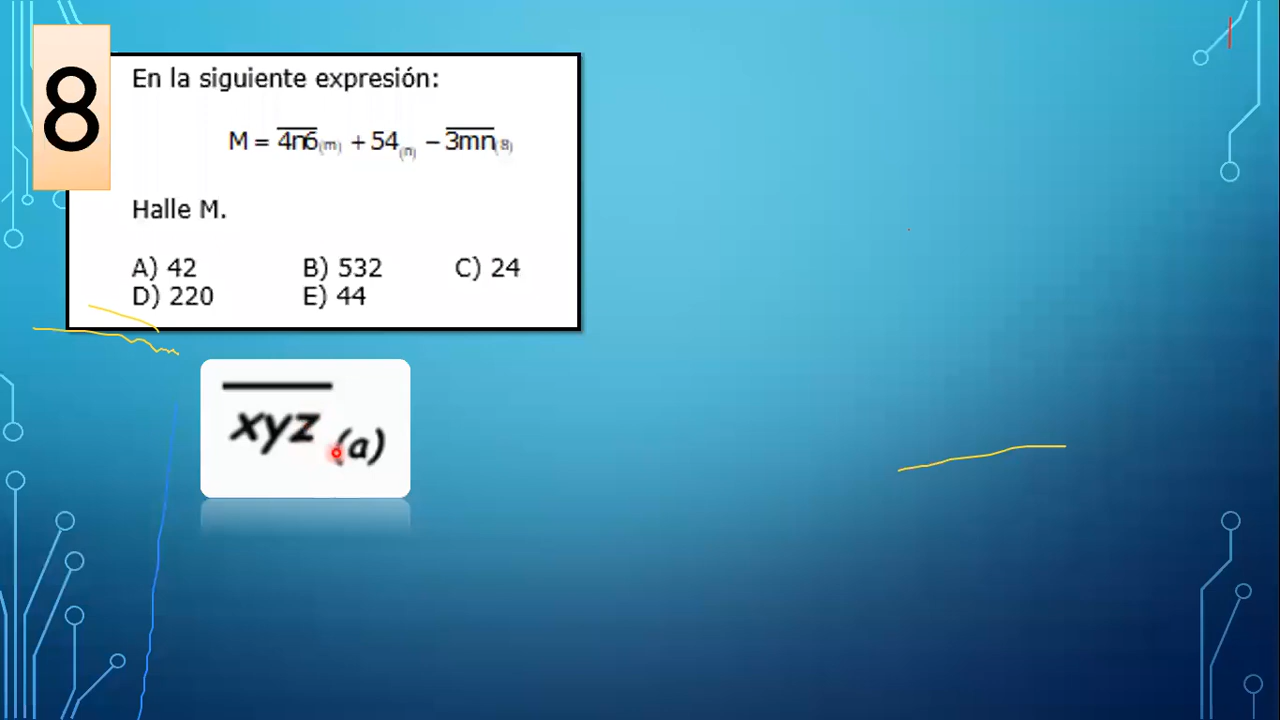 8
En la siguiente expresión:
M = 4n6(m) + 54(n) − 3mn(8)
Halle M.
A) 42 B) 532 C) 24
D) 220 E) 44
xyz (a)